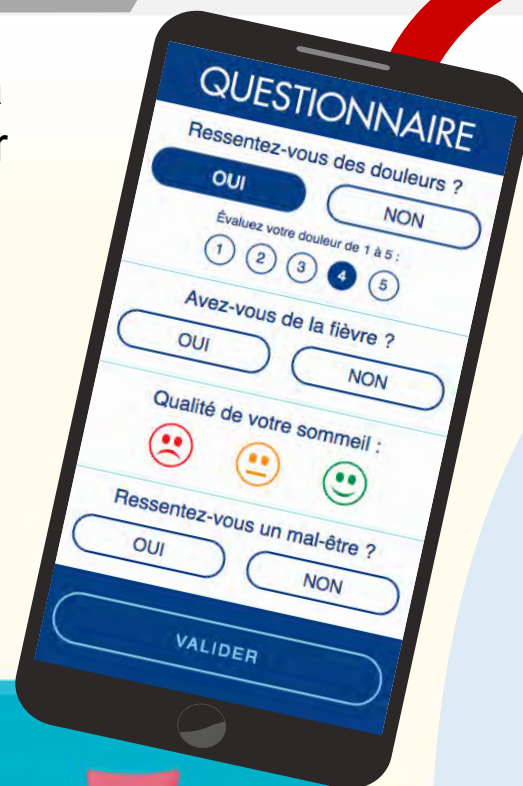 QUESTIONNAIRE
Ressentez-vous des douleurs ?
OUI NON
Évaluez votre douleur de 1 à 5 :
1 2 3 4 5
Avez-vous de la fièvre ?
OUI NON
Qualité de votre sommeil :
Ressentez-vous un mal-être ?
OUI NON
VALIDER